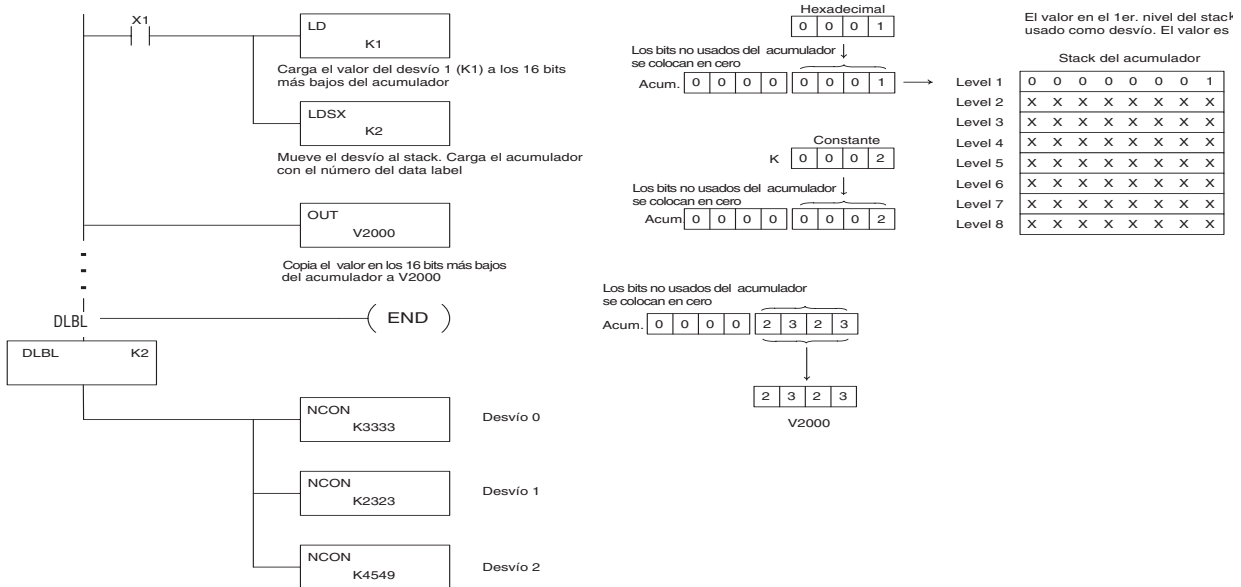 X1
LD
K1
Carga el valor del desvío 1 (K1) a los 16 bits
más bajos del acumulador
LDSX
K2
Mueve el desvío al stack. Carga el acumulador
con el número del data label
OUT
V2000
Copia el valor en los 16 bits más bajos
del acumulador a V2000
DLBL
END
DLBL K2
NCON
K3333
Desvío 0
NCON
K2323
Desvío 1
NCON
K4549
Desvío 2
Hexadecimal
0 0 0 1
Los bits no usados del acumulador
se colocan en cero
Acum. 0 0 0 0 0 0 0 1
Constante
K 0 0 0 2
Los bits no usados del acumulador
se colocan en cero
Acum 0 0 0 0 0 0 0 2
Los bits no usados del acumulador
se colocan en cero
Acum. 0 0 0 0 2 3 2 3
2 3 2 3
V2000
El valor en el 1er. nivel del stack
usado como desvío. El valor es
Stack del acumulador
Level 1 0 0 0 0 0 0 0 1
Level 2 X X X X X X X X
Level 3 X X X X X X X X
Level 4 X X X X X X X X
Level 5 X X X X X X X X
Level 6 X X X X X X X X
Level 7 X X X X X X X X
Level 8 X X X X X X X X